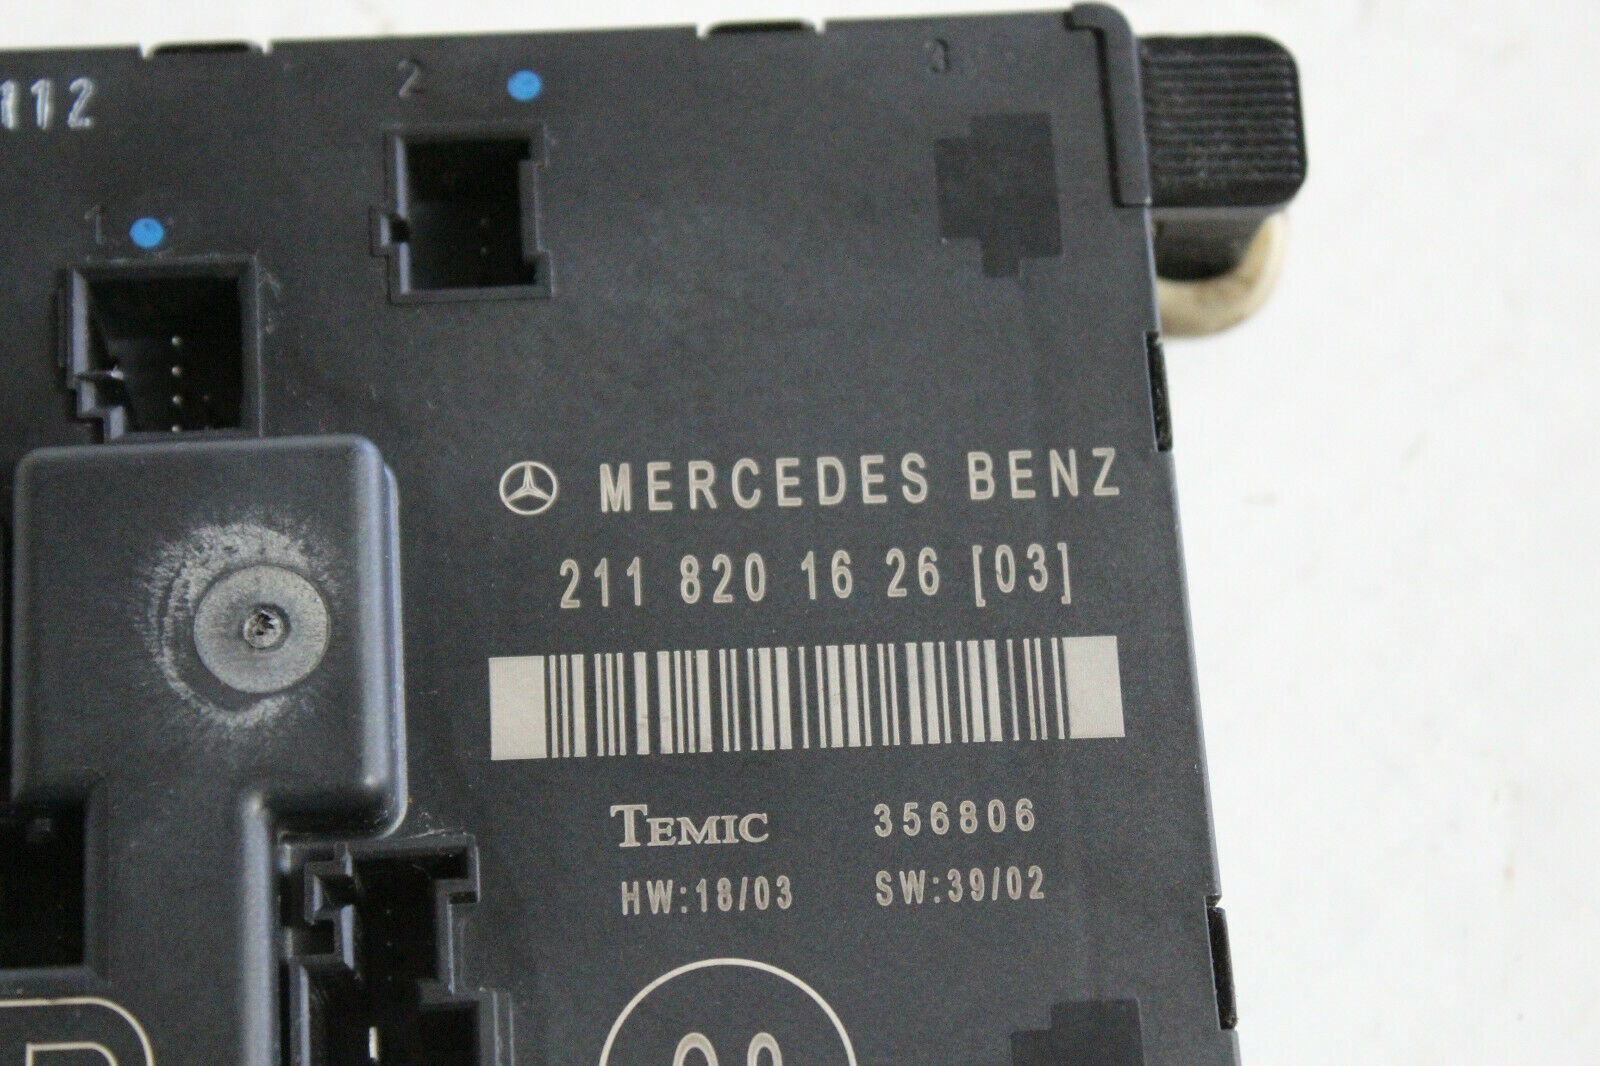 112
2
3
1
MERCEDES BENZ
211 820 16 26 [03]
TEMIC 356806
HW:18/03 SW:39/02